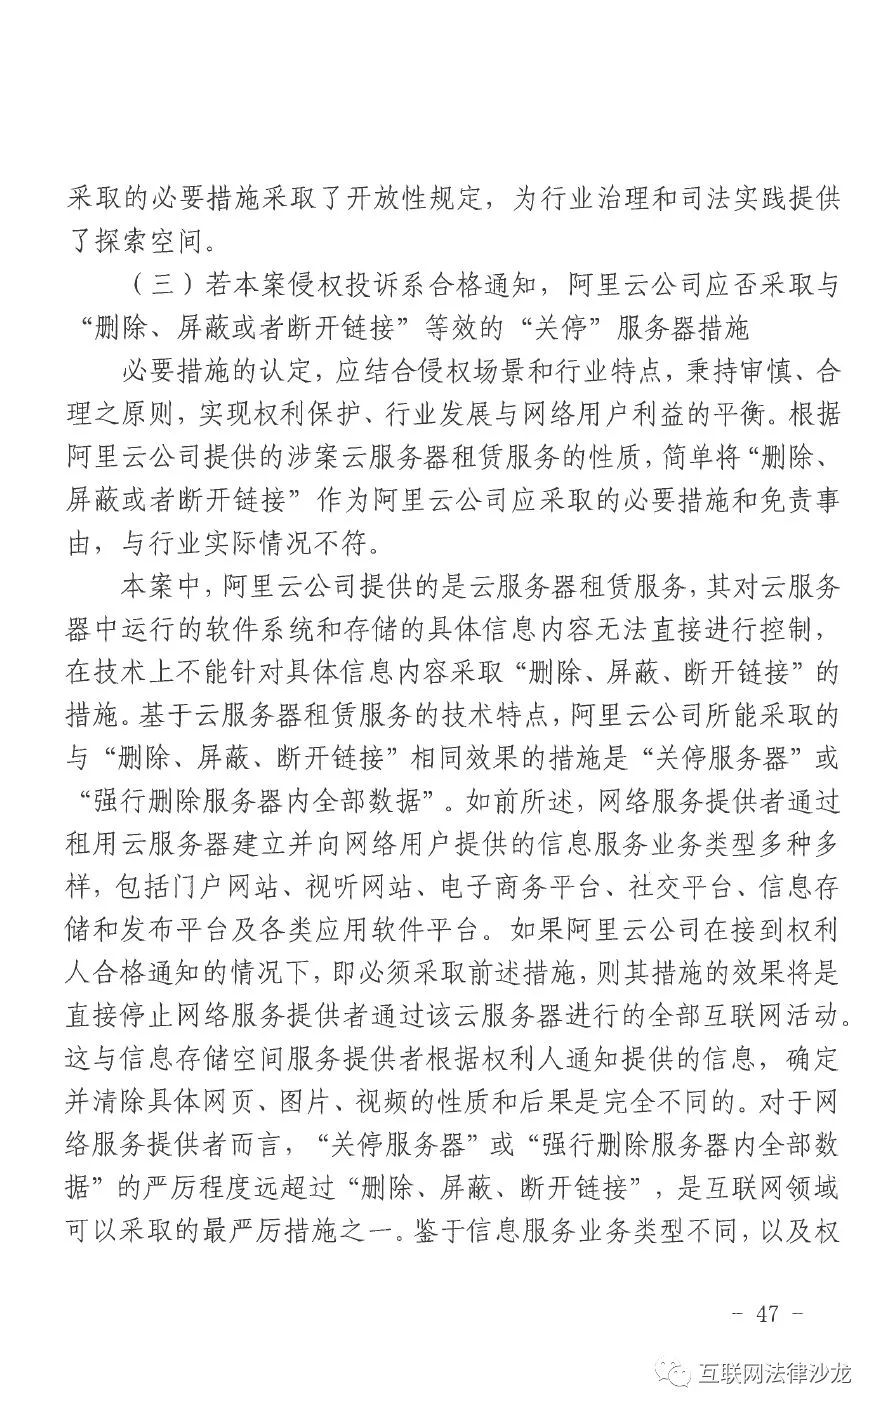 采取的必要措施采取了开放性规定，为行业治理和司法实践提供
了探索空间。
（三）若本案侵权投诉系合格通知，阿里云公司应否采取与
“删除、屏蔽或者断开链接”等效的“关停”服务器措施
必要措施的认定，应结合侵权场景和行业特点，秉持审慎、合
理之原则，实现权利保护、行业发展与网络用户利益的平衡。根据
阿里云公司提供的涉案云服务器租赁服务的性质，简单将“删除、
屏蔽或者断开链接”作为阿里云公司应采取的必要措施和免责事
由，与行业实际情况不符。
本案中，阿里云公司提供的是云服务器租赁服务，其对云服务
器中运行的软件系统和存储的具体信息内容无法直接进行控制，
在技术上不能针对具体信息内容采取“删除、屏蔽、断开链接”的
措施。基于云服务器租赁服务的技术特点，阿里云公司所能采取的
与“删除、屏蔽、断开链接”相同效果的措施是“关停服务器”或
“强行删除服务器内全部数据”。如前所述，网络服务提供者通过
租用云服务器建立并向网络用户提供的信息服务业务类型多种多
样，包括门户网站、视听网站、电子商务平台、社交平台、信息存
储和发布平台及各类应用软件平台。如果阿里云公司在接到权利
人合格通知的情况下，即必须采取前述措施，则其措施的效果将是
直接停止网络服务提供者通过该云服务器进行的全部互联网活动。
这与信息存储空间服务提供者根据权利人通知提供的信息，确定
并清除具体网页、图片、视频的性质和后果是完全不同的。对于网
络服务提供者而言，“关停服务器”或“强行删除服务器内全部数
据”的严厉程度远超过“删除、屏蔽、断开链接”，是互联网领域
可以采取的最严厉措施之一。鉴于信息服务业务类型不同，以及权
- 47 -
互联网法律沙龙